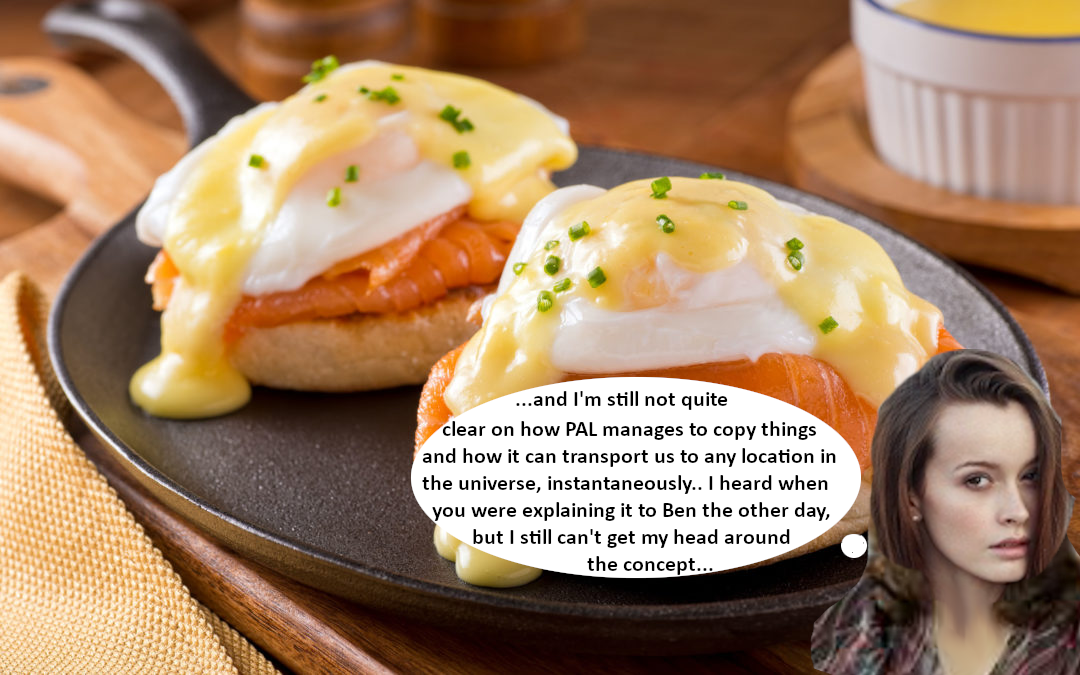 ...and I'm still not quite
clear on how PAL manages to copy things
and how it can transport us to any location in
the universe, instantaneously.. I heard when
you were explaining it to Ben the other day,
but I still can't get my head around
the concept...